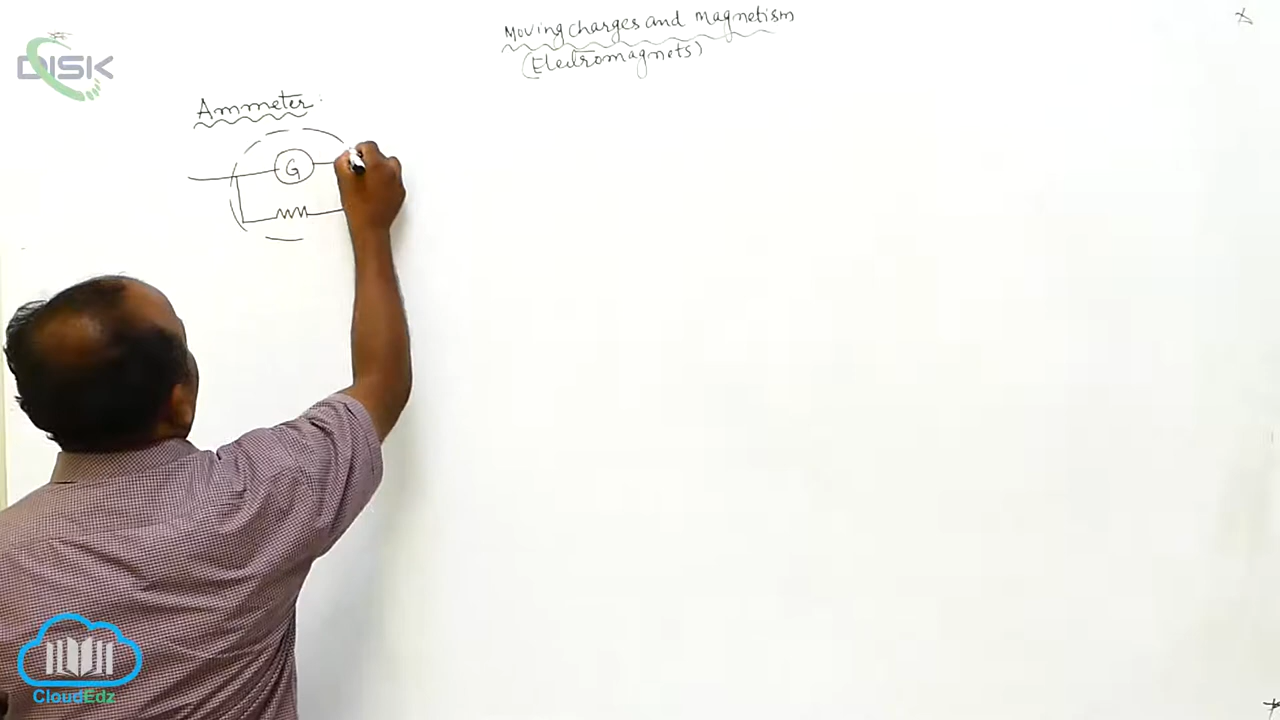 Moving charges and Magnetism
(Electromagnets)
DISK
Ammeter:
G
CloudEdz